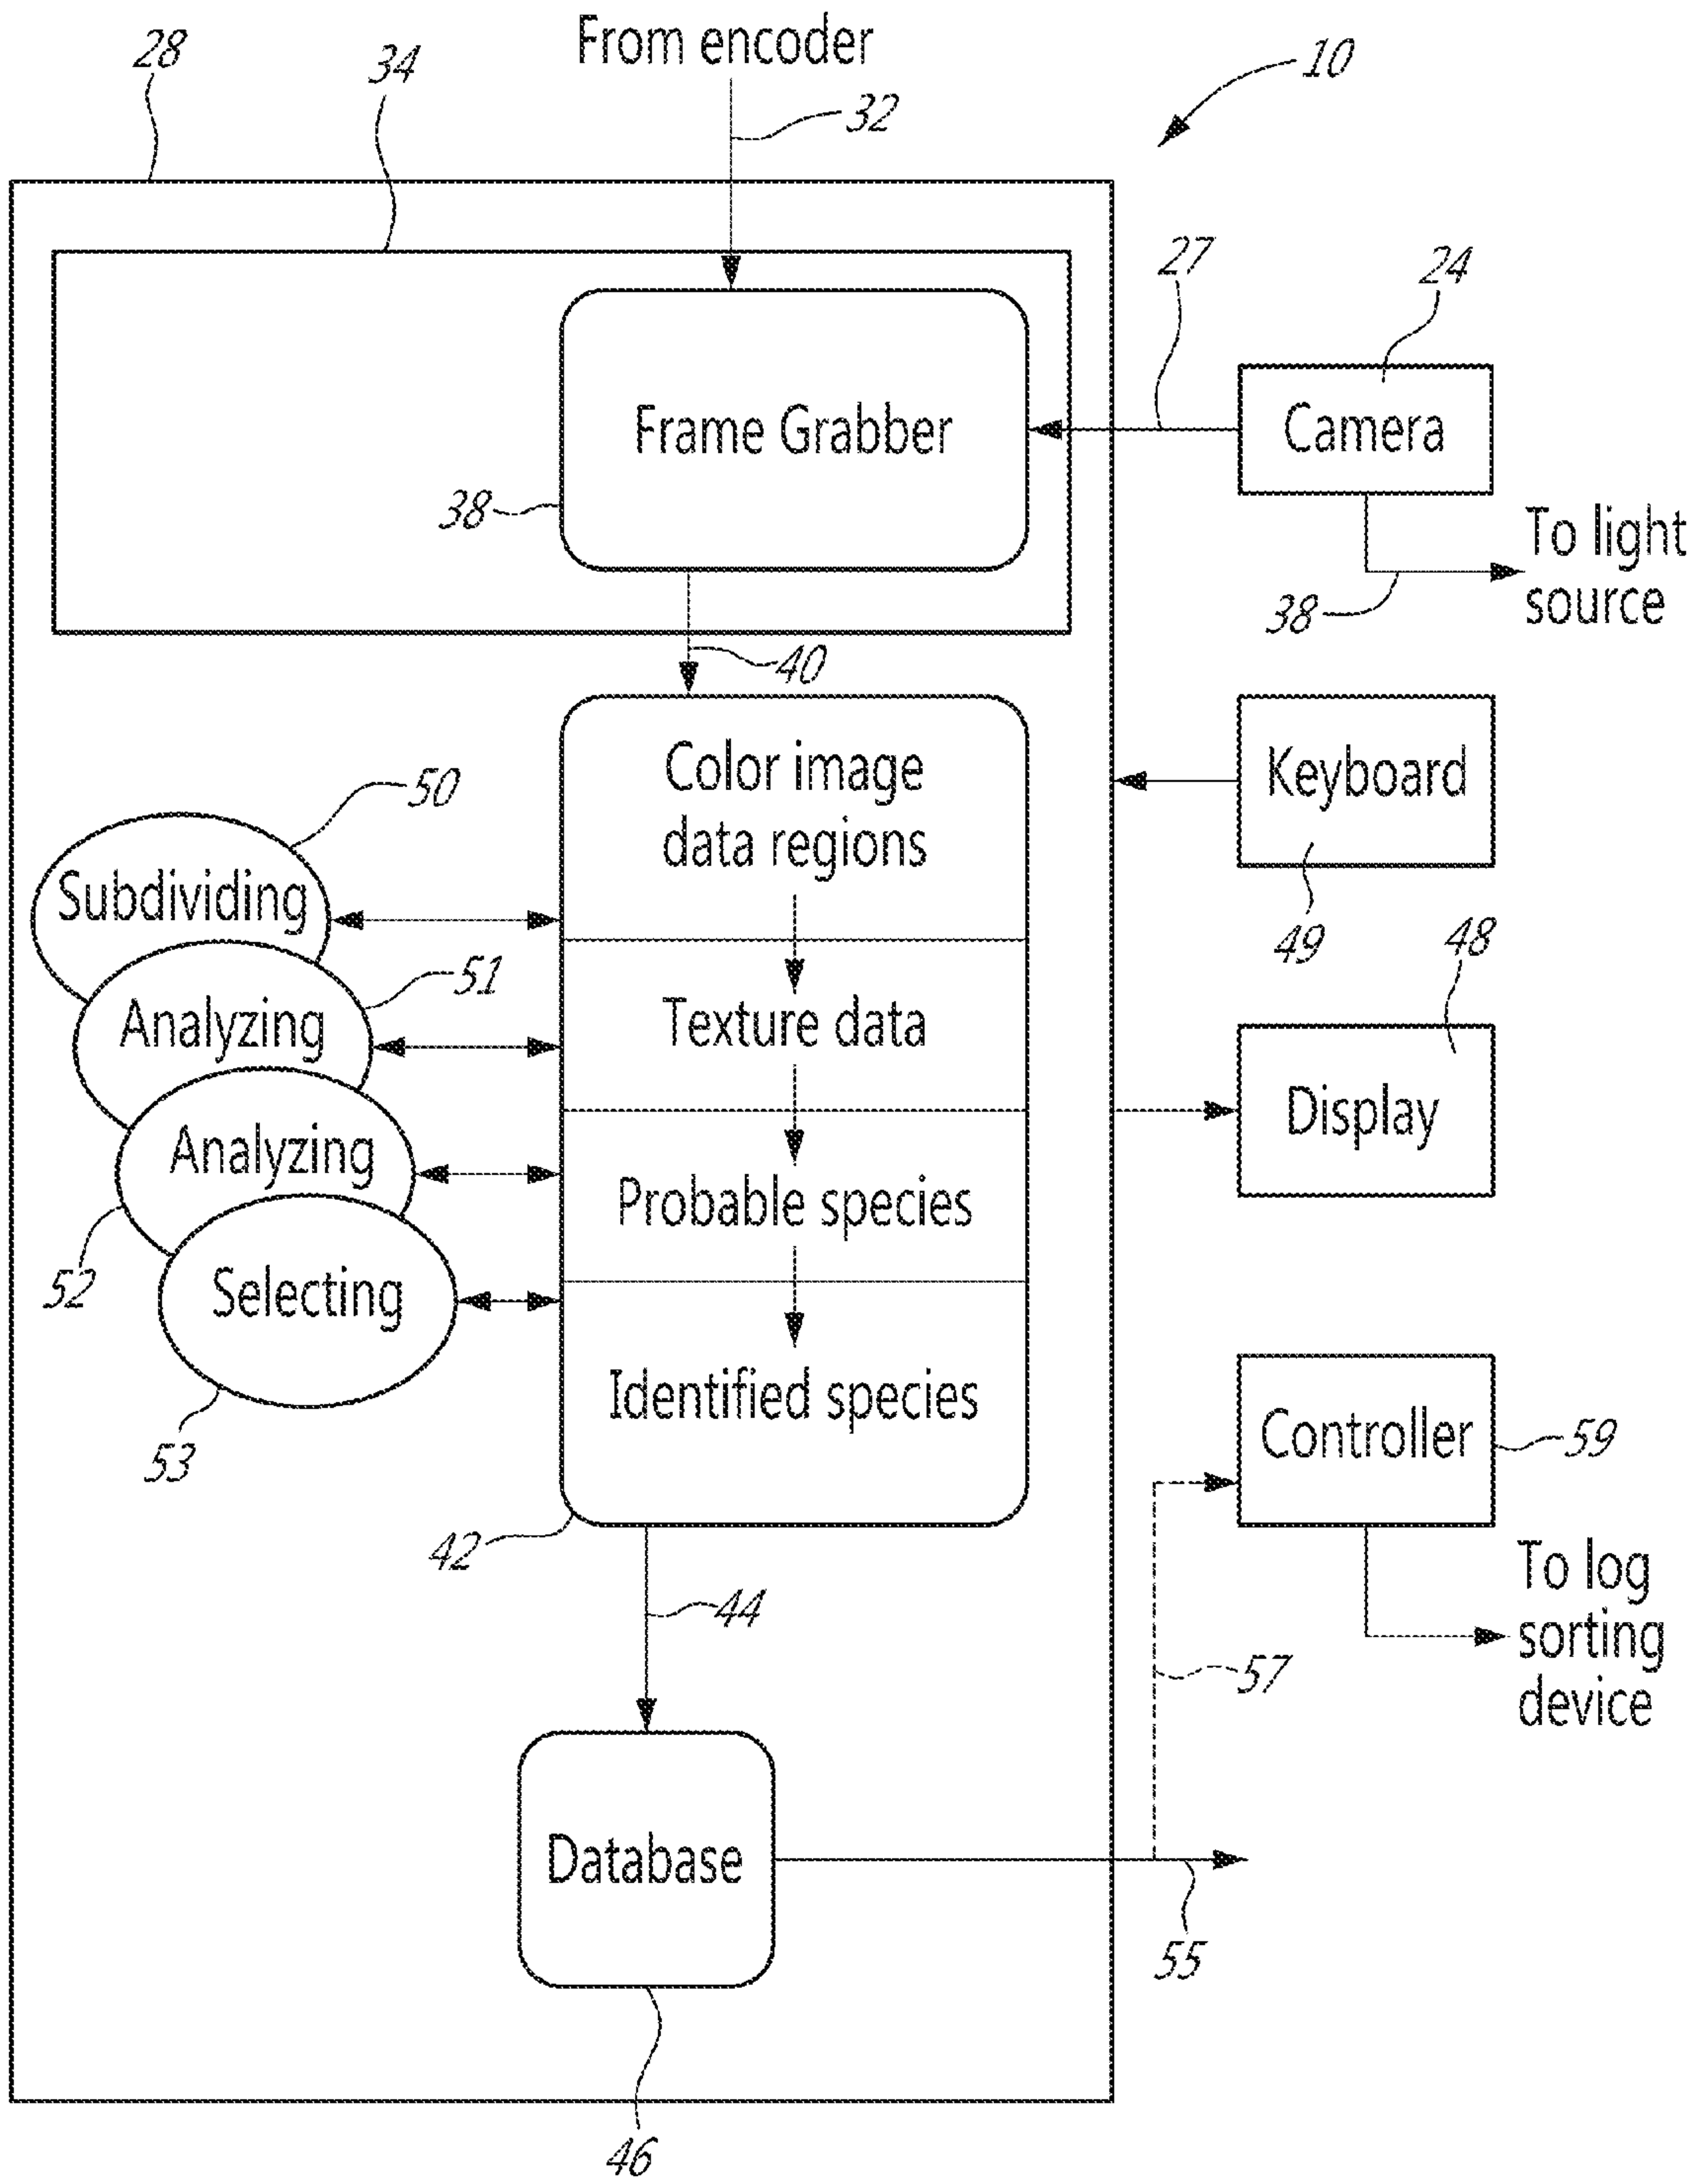 From encoder
28
34
10
32
27
24
Frame Grabber
Camera
38
To light
source
38
40
Color image
data regions
Keyboard
50
Subdividing
49
48
51
Analyzing
Texture data
Display
Analyzing
Probable species
52
Selecting
Identified species
53
Controller
59
42
44
To log
sorting
device
57
Database
55
46